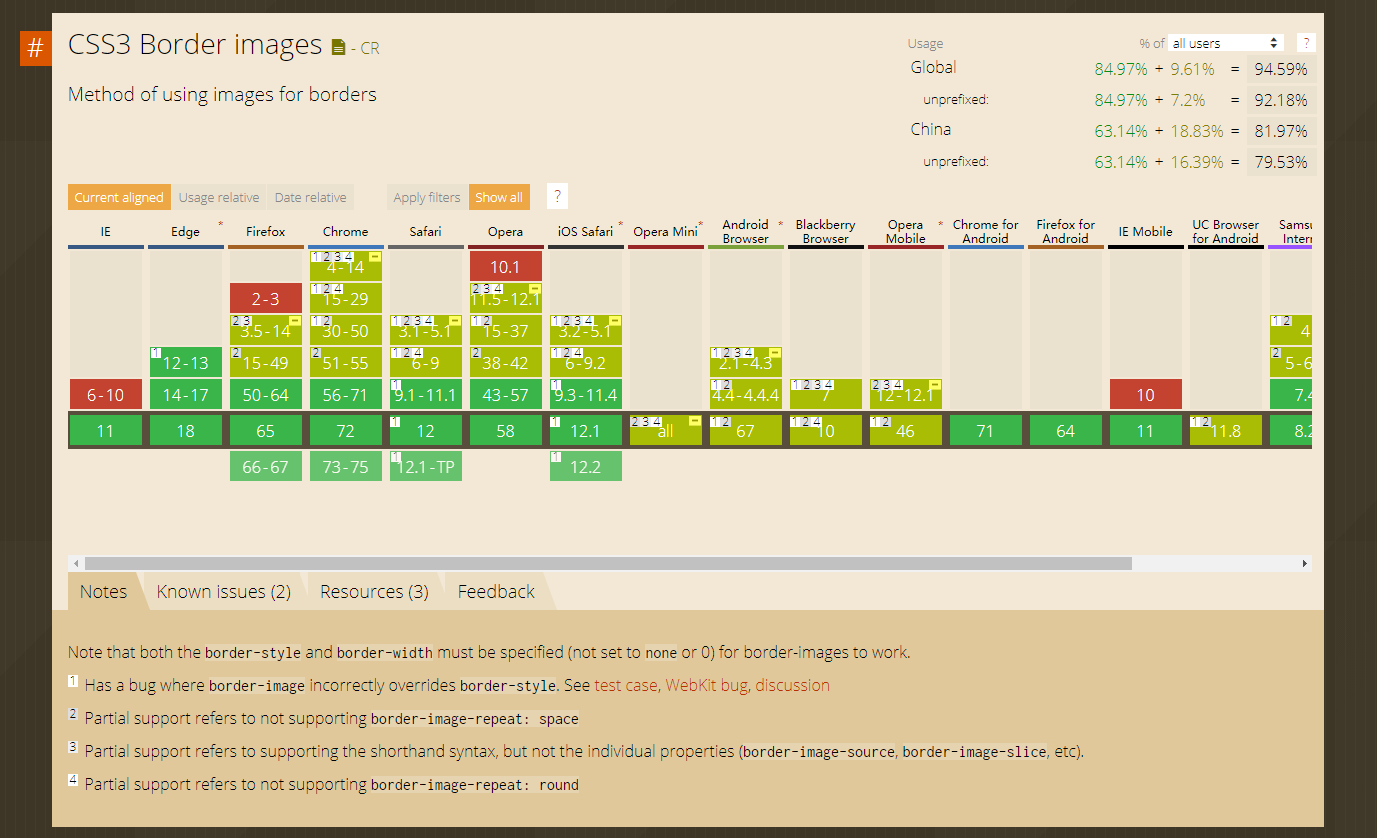 # CSS3 Border images - CR
Method of using images for borders
Usage % of all users ?
Global 84.97% + 9.61% = 94.59%
unprefixed: 84.97% + 7.2% = 92.18%
China 63.14% + 18.83% = 81.97%
unprefixed: 63.14% + 16.39% = 79.53%
Current aligned Usage relative Date relative Apply filters Show all ?
IE Edge * Firefox Chrome Safari Opera iOS Safari * Opera Mini * Android Browser * Blackberry Browser Opera Mobile * Chrome for Android Firefox for Android IE Mobile UC Browser for Android
1 2 3 4 4-14 10.1
2-3 1 2 4 15-29 2 3 4 11.5-12.1
2 3 3.5-14 1 2 30-50 1 2 3 4 3.1-5.1 1 2 15-37 1 2 3 4 3.2-5.1 1 2 4
1 12-13 2 15-49 2 51-55 1 2 4 6-9 2 38-42 1 2 4 6-9.2 1 2 3 4 2.1-4.3 2 5-6
6-10 14-17 50-64 56-71 1 9.1-11.1 43-57 1 9.3-11.4 1 2 4.4-4.4.4 1 2 3 4 7 2 3 4 12-12.1 10 7.4
11 18 65 72 1 12 58 1 12.1 2 3 4 all 1 2 67 1 2 4 10 1 2 46 71 64 11 1 2 11.8 8.2
66-67 73-75 1 12.1-TP 1 12.2
Notes Known issues (2) Resources (3) Feedback
Note that both the border-style and border-width must be specified (not set to none or 0) for border-images to work.
1 Has a bug where border-image incorrectly overrides border-style. See test case, WebKit bug, discussion
2 Partial support refers to not supporting border-image-repeat: space
3 Partial support refers to supporting the shorthand syntax, but not the individual properties (border-image-source, border-image-slice, etc).
4 Partial support refers to not supporting border-image-repeat: round